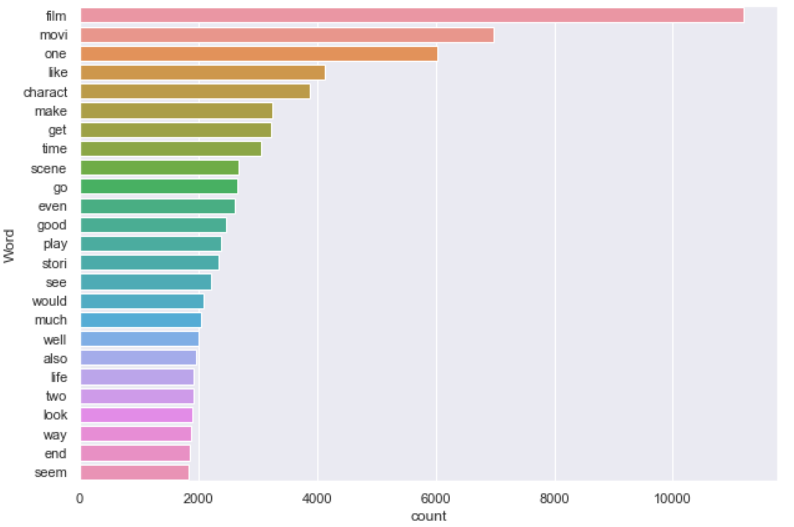 film
movi
one
like
charact
make
get
time
scene
go
even
good
play
stori
see
would
much
well
also
life
two
look
way
end
seem
Word
0 2000 4000 6000 8000 10000
count